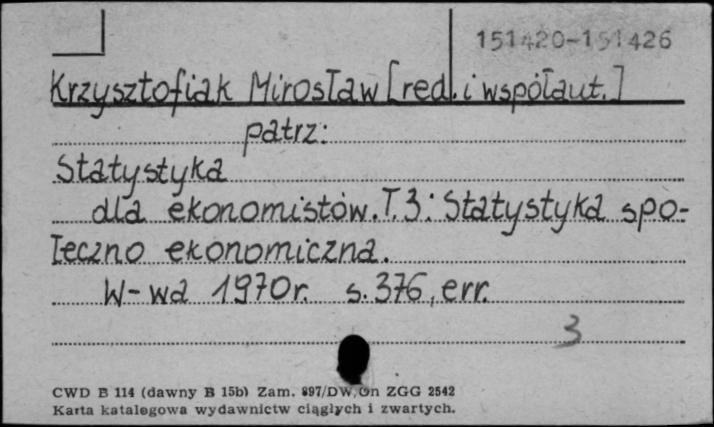 151420-151426
Krzysztofiak Mirosław [red. i współaut.]
patrz:
Statystyka
dla ekonomistów. T. 3: Statystyka spo-
łeczno ekonomiczna.
W-wa 1970r. s. 376, err.
3
CWD B 114 (dawny B 15b) Zam. 897/DW/Gn ZGG 2542
Karta katalogowa wydawnictw ciągłych i zwartych.